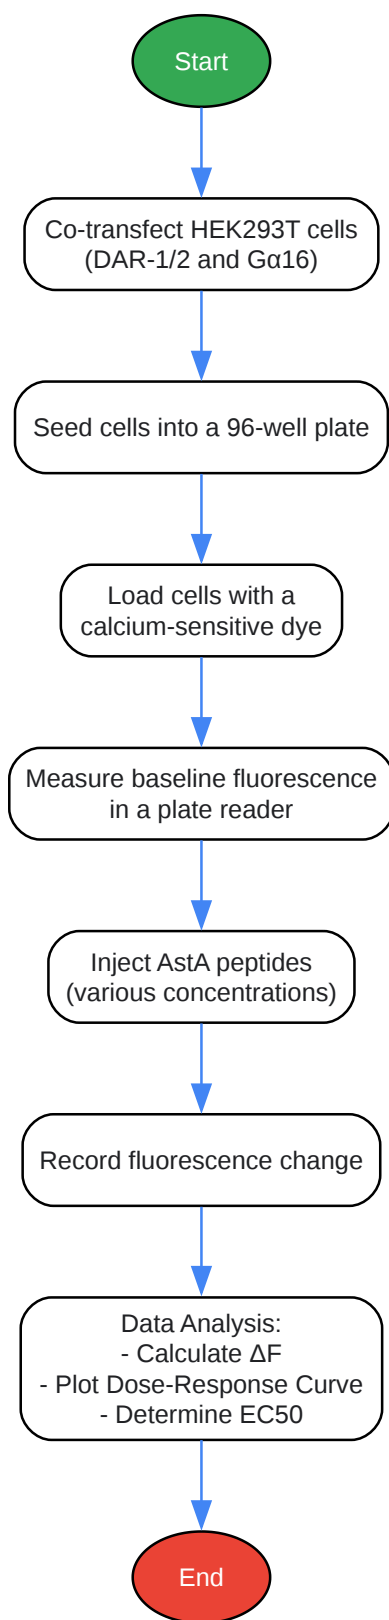 Start
Co-transfect HEK293T cells
(DAR-1/2 and Gα16)
Seed cells into a 96-well plate
Load cells with a
calcium-sensitive dye
Measure baseline fluorescence
in a plate reader
Inject AstA peptides
(various concentrations)
Record fluorescence change
Data Analysis:
- Calculate ΔF
- Plot Dose-Response Curve
- Determine EC50
End